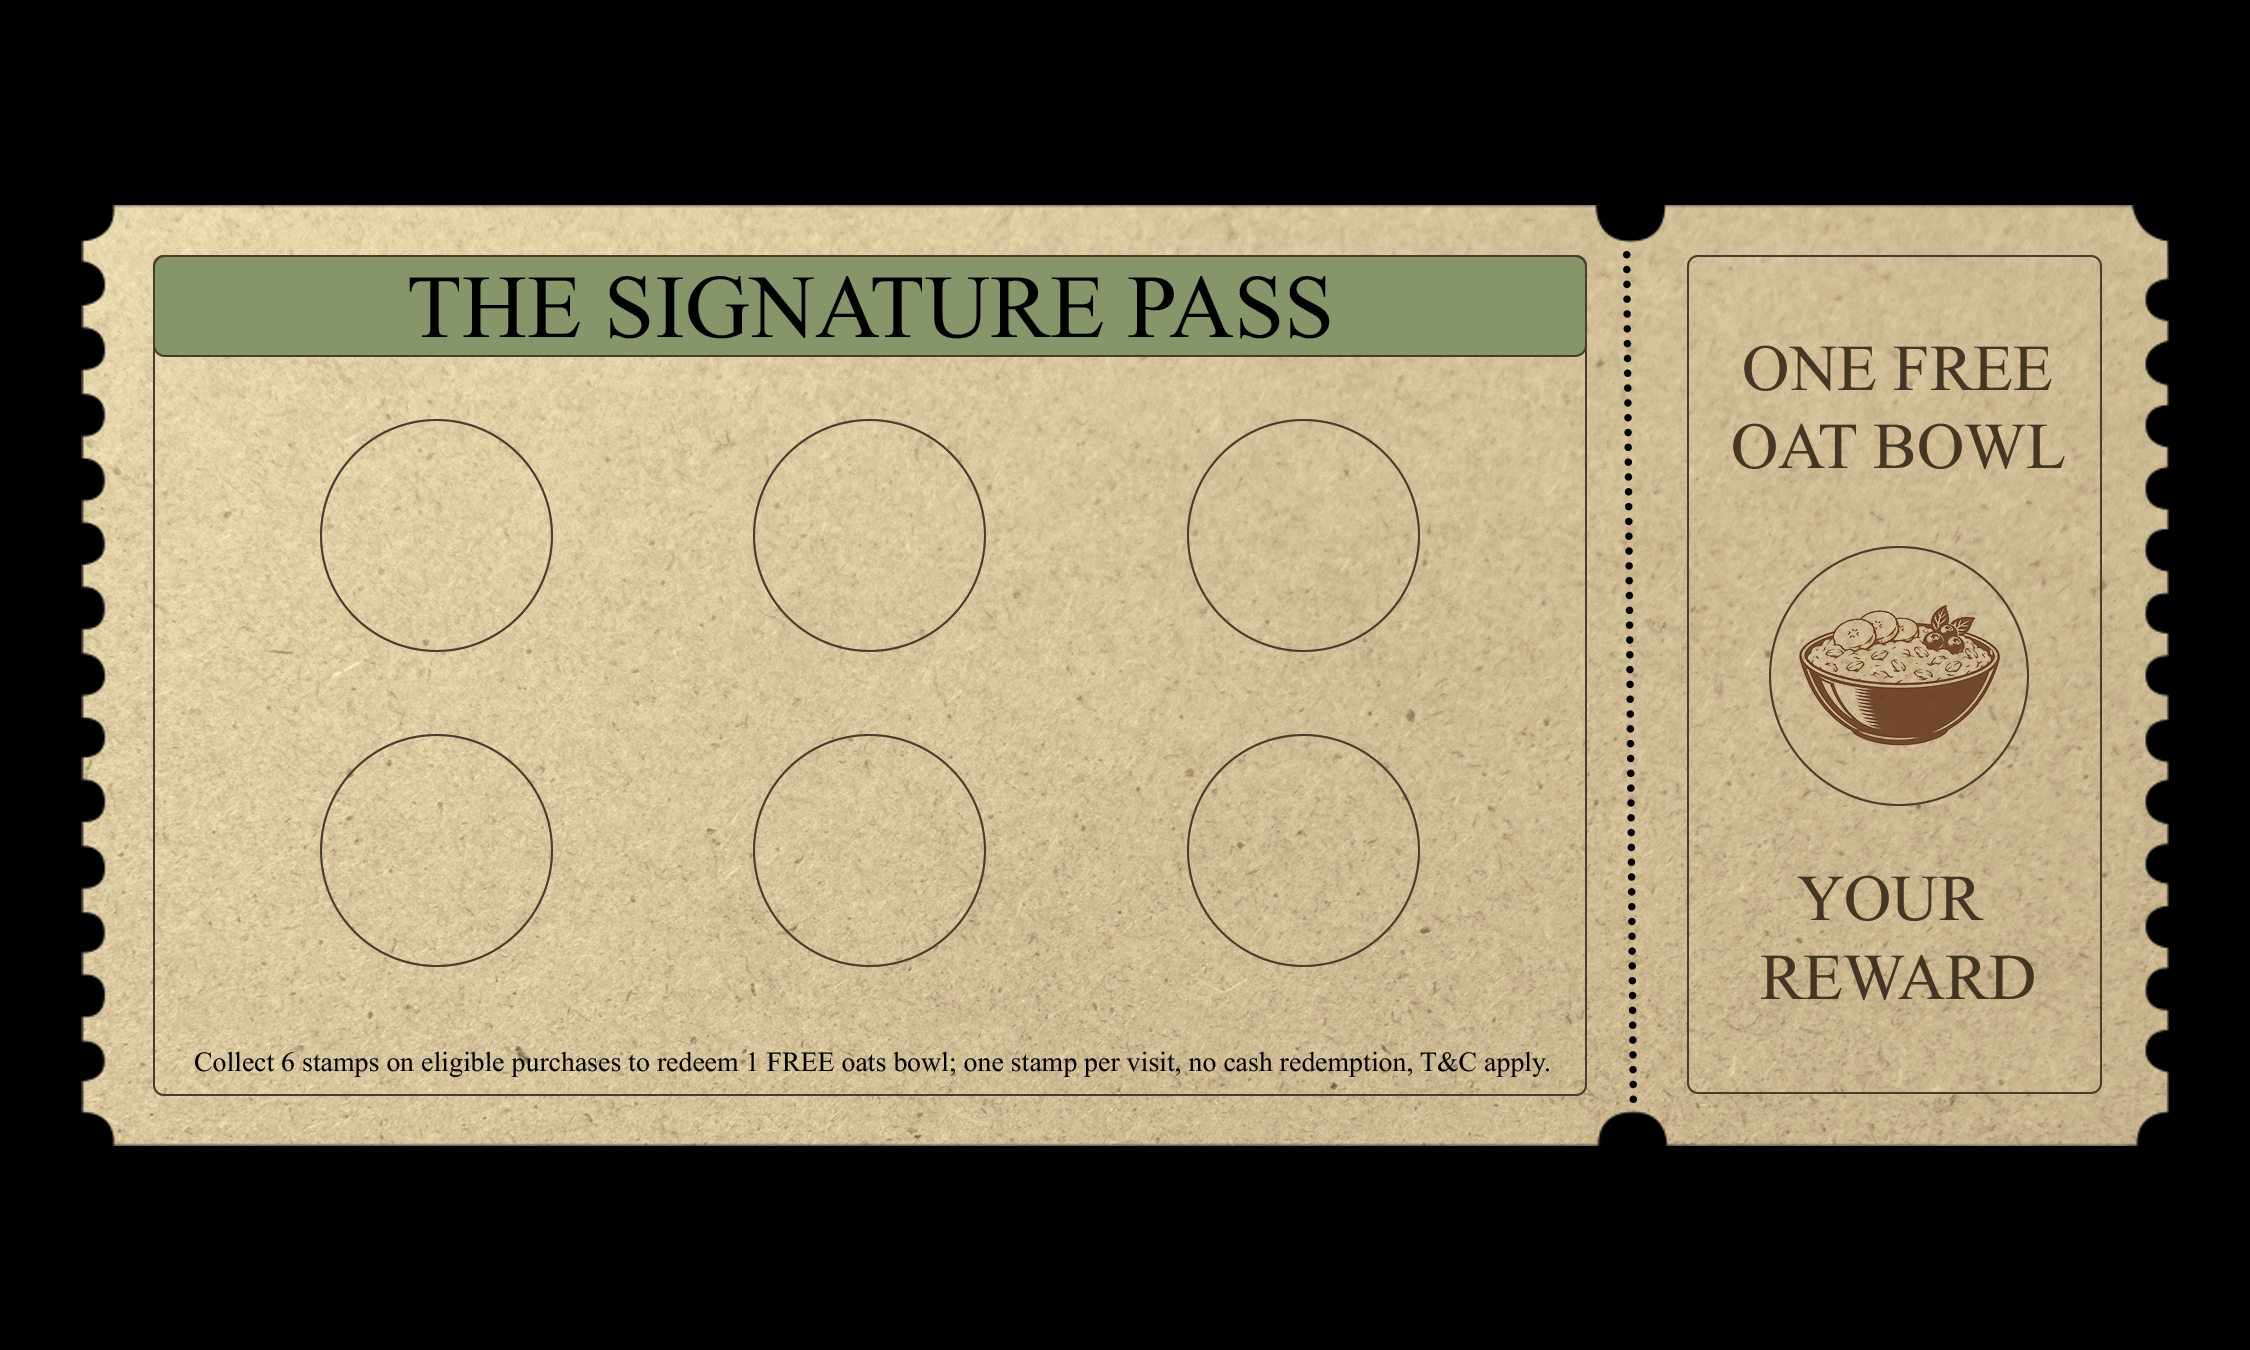 THE SIGNATURE PASS
Collect 6 stamps on eligible purchases to redeem 1 FREE oats bowl; one stamp per visit, no cash redemption, T&C apply.
ONE FREE
OAT BOWL
YOUR
REWARD